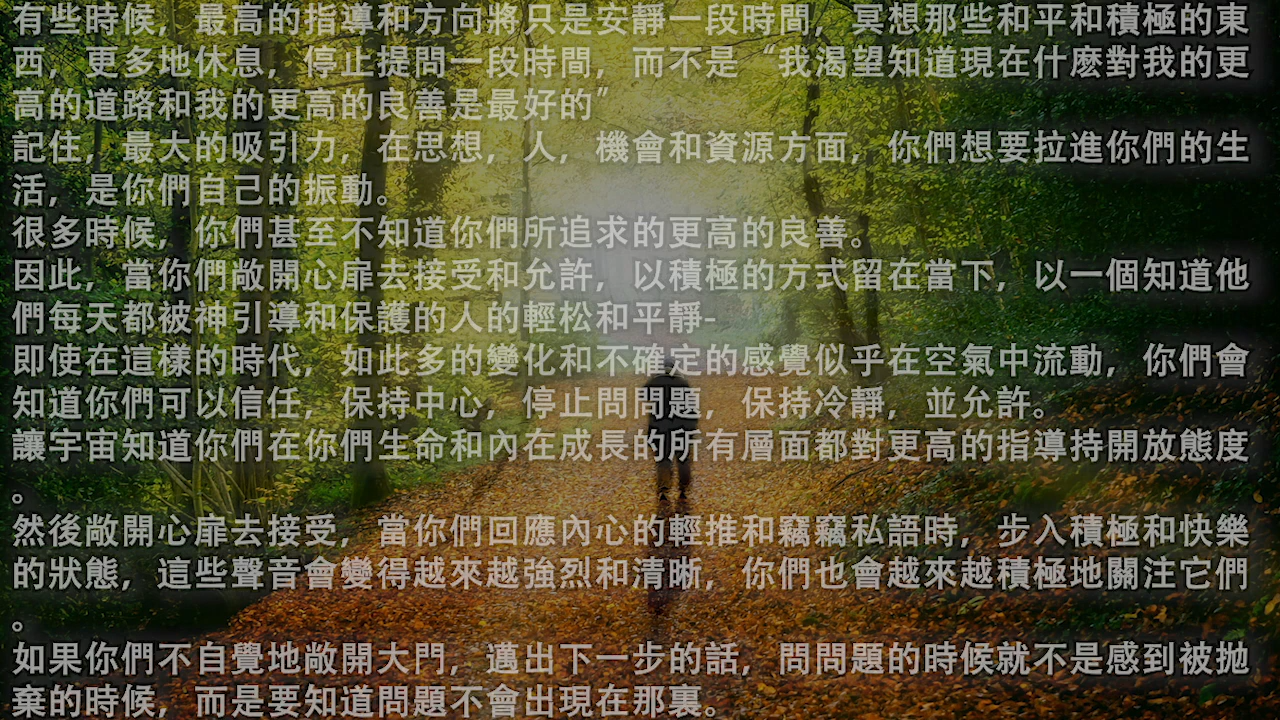 有些時候，最高的指導和方向將只是安靜一段時間，冥想那些和平和積極的東
西，更多地休息，停止提問一段時間，而不是“我渴望知道現在什麽對我的更
高的道路和我的更高的良善是最好的”
記住，最大的吸引力，在思想，人，機會和資源方面，你們想要拉進你們的生
活，是你們自己的振動。
很多時候，你們甚至不知道你們所追求的更高的良善。
因此，當你們敞開心扉去接受和允許，以積極的方式留在當下，以一個知道他
們每天都被神引導和保護的人的輕松和平靜-
即使在這樣的時代，如此多的變化和不確定的感覺似乎在空氣中流動，你們會
知道你們可以信任，保持中心，停止問問題，保持冷靜，並允許。
讓宇宙知道你們在你們生命和內在成長的所有層面都對更高的指導持開放態度
。
然後敞開心扉去接受，當你們回應內心的輕推和竊竊私語時，步入積極和快樂
的狀態，這些聲音會變得越來越強烈和清晰，你們也會越來越積極地關注它們
。
如果你們不自覺地敞開大門，邁出下一步的話，問問題的時候就不是感到被拋
棄的時候，而是要知道問題不會出現在那裏。